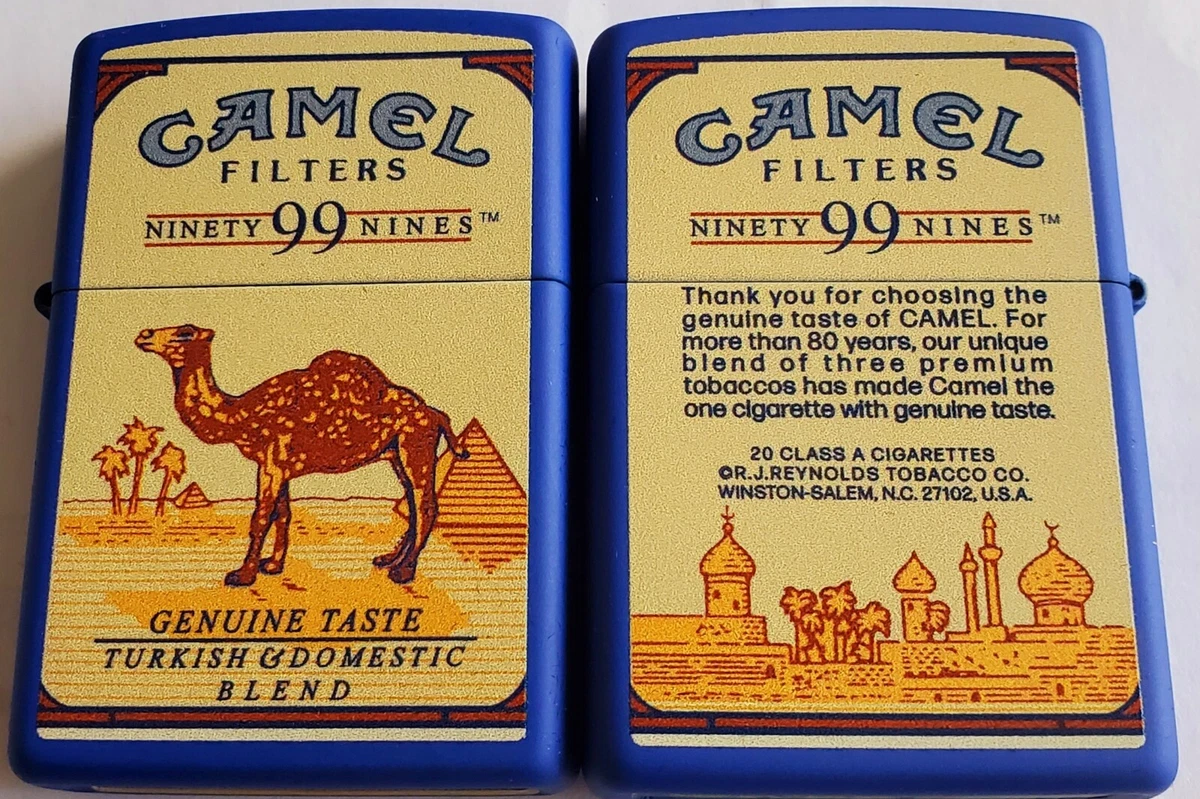 CAMEL
FILTERS
NINETY 99 NINES™
GENUINE TASTE
TURKISH & DOMESTIC
BLEND
CAMEL
FILTERS
NINETY 99 NINES™
Thank you for choosing the
genuine taste of CAMEL. For
more than 80 years, our unique
blend of three premium
tobaccos has made Camel the
one cigarette with genuine taste.
20 CLASS A CIGARETTES
©R.J.REYNOLDS TOBACCO CO.
WINSTON-SALEM, N.C. 27102, U.S.A.